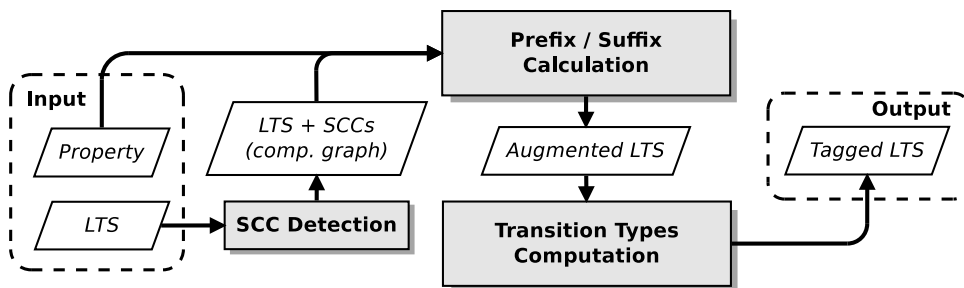 Input
Property
LTS
LTS + SCCs
(comp. graph)
SCC Detection
Prefix / Suffix
Calculation
Augmented LTS
Transition Types
Computation
Output
Tagged LTS